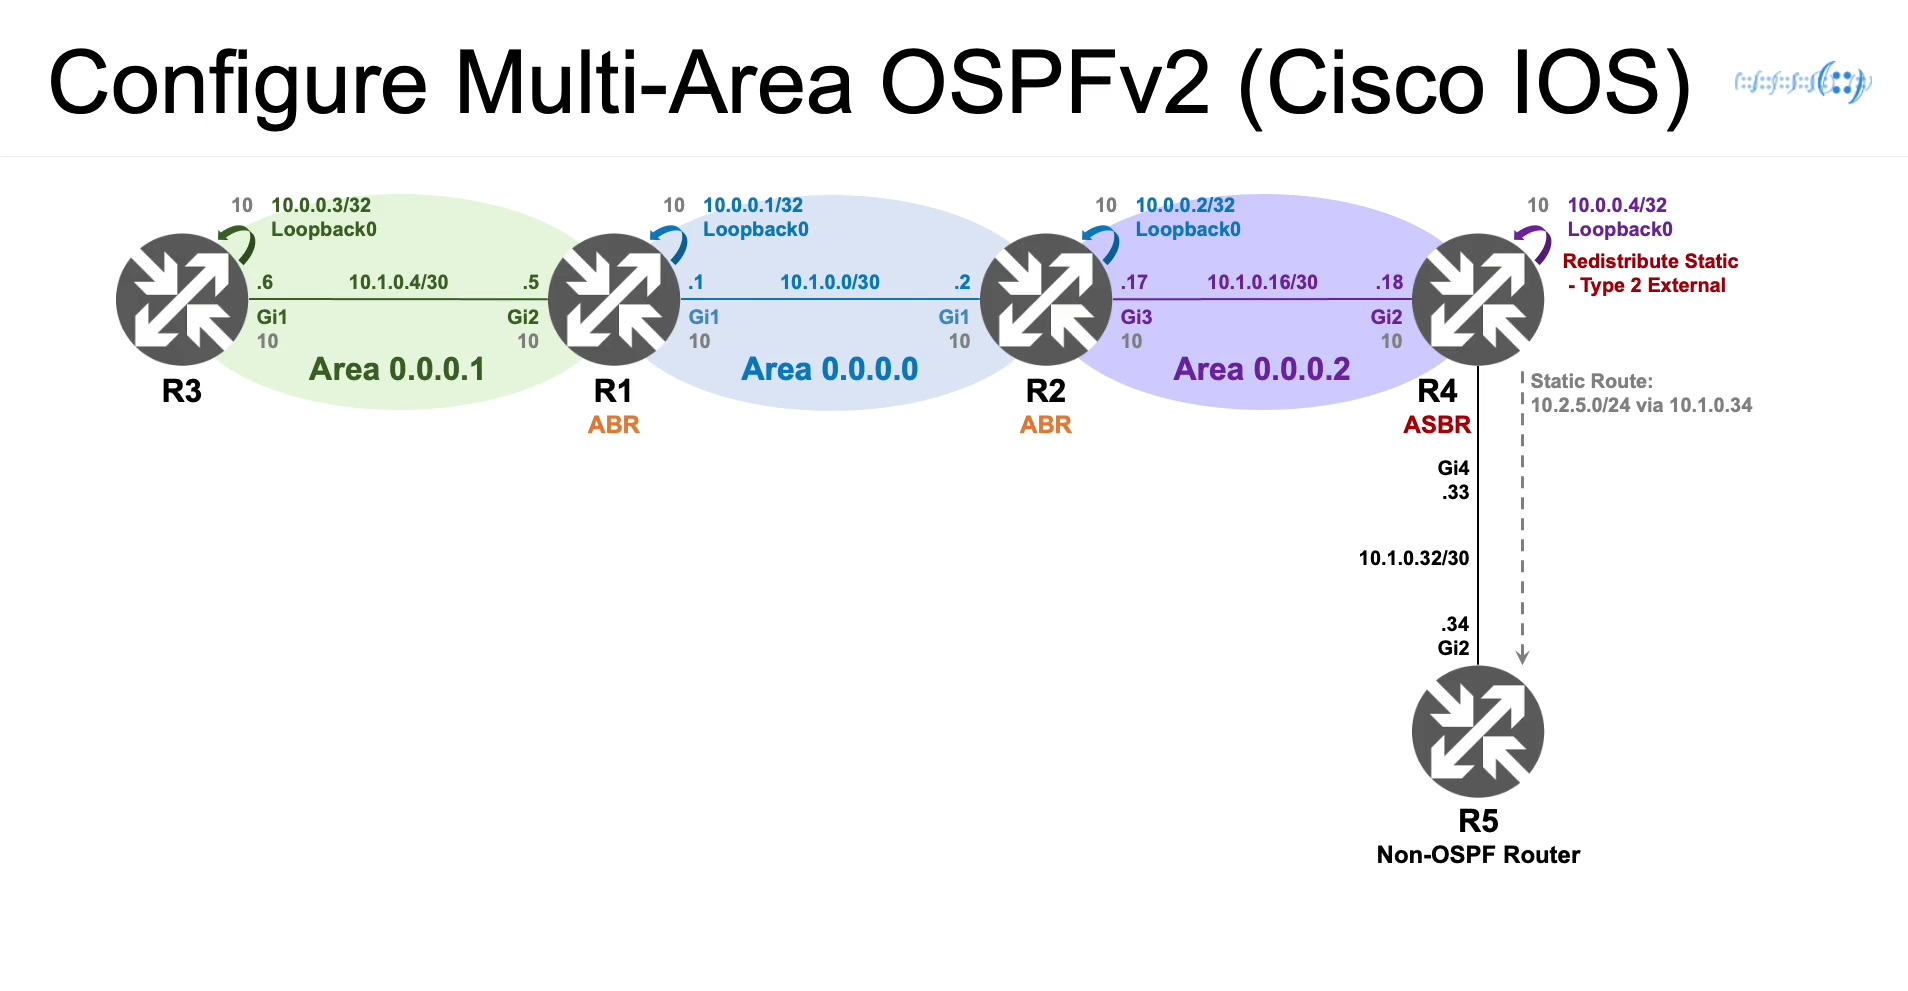 Configure Multi-Area OSPFv2 (Cisco IOS)
10 10.0.0.3/32
Loopback0
10 10.0.0.1/32
Loopback0
10 10.0.0.2/32
Loopback0
10 10.0.0.4/32
Loopback0
Redistribute Static
- Type 2 External
.6 10.1.0.4/30 .5
Gi1 Gi2
10 10
Area 0.0.0.1
.1 10.1.0.0/30 .2
Gi1 Gi1
10 10
Area 0.0.0.0
.17 10.1.0.16/30 .18
Gi3 Gi2
10 10
Area 0.0.0.2
R3
R1
ABR
R2
ABR
R4
ASBR
Static Route:
10.2.5.0/24 via 10.1.0.34
Gi4
.33
10.1.0.32/30
.34
Gi2
R5
Non-OSPF Router